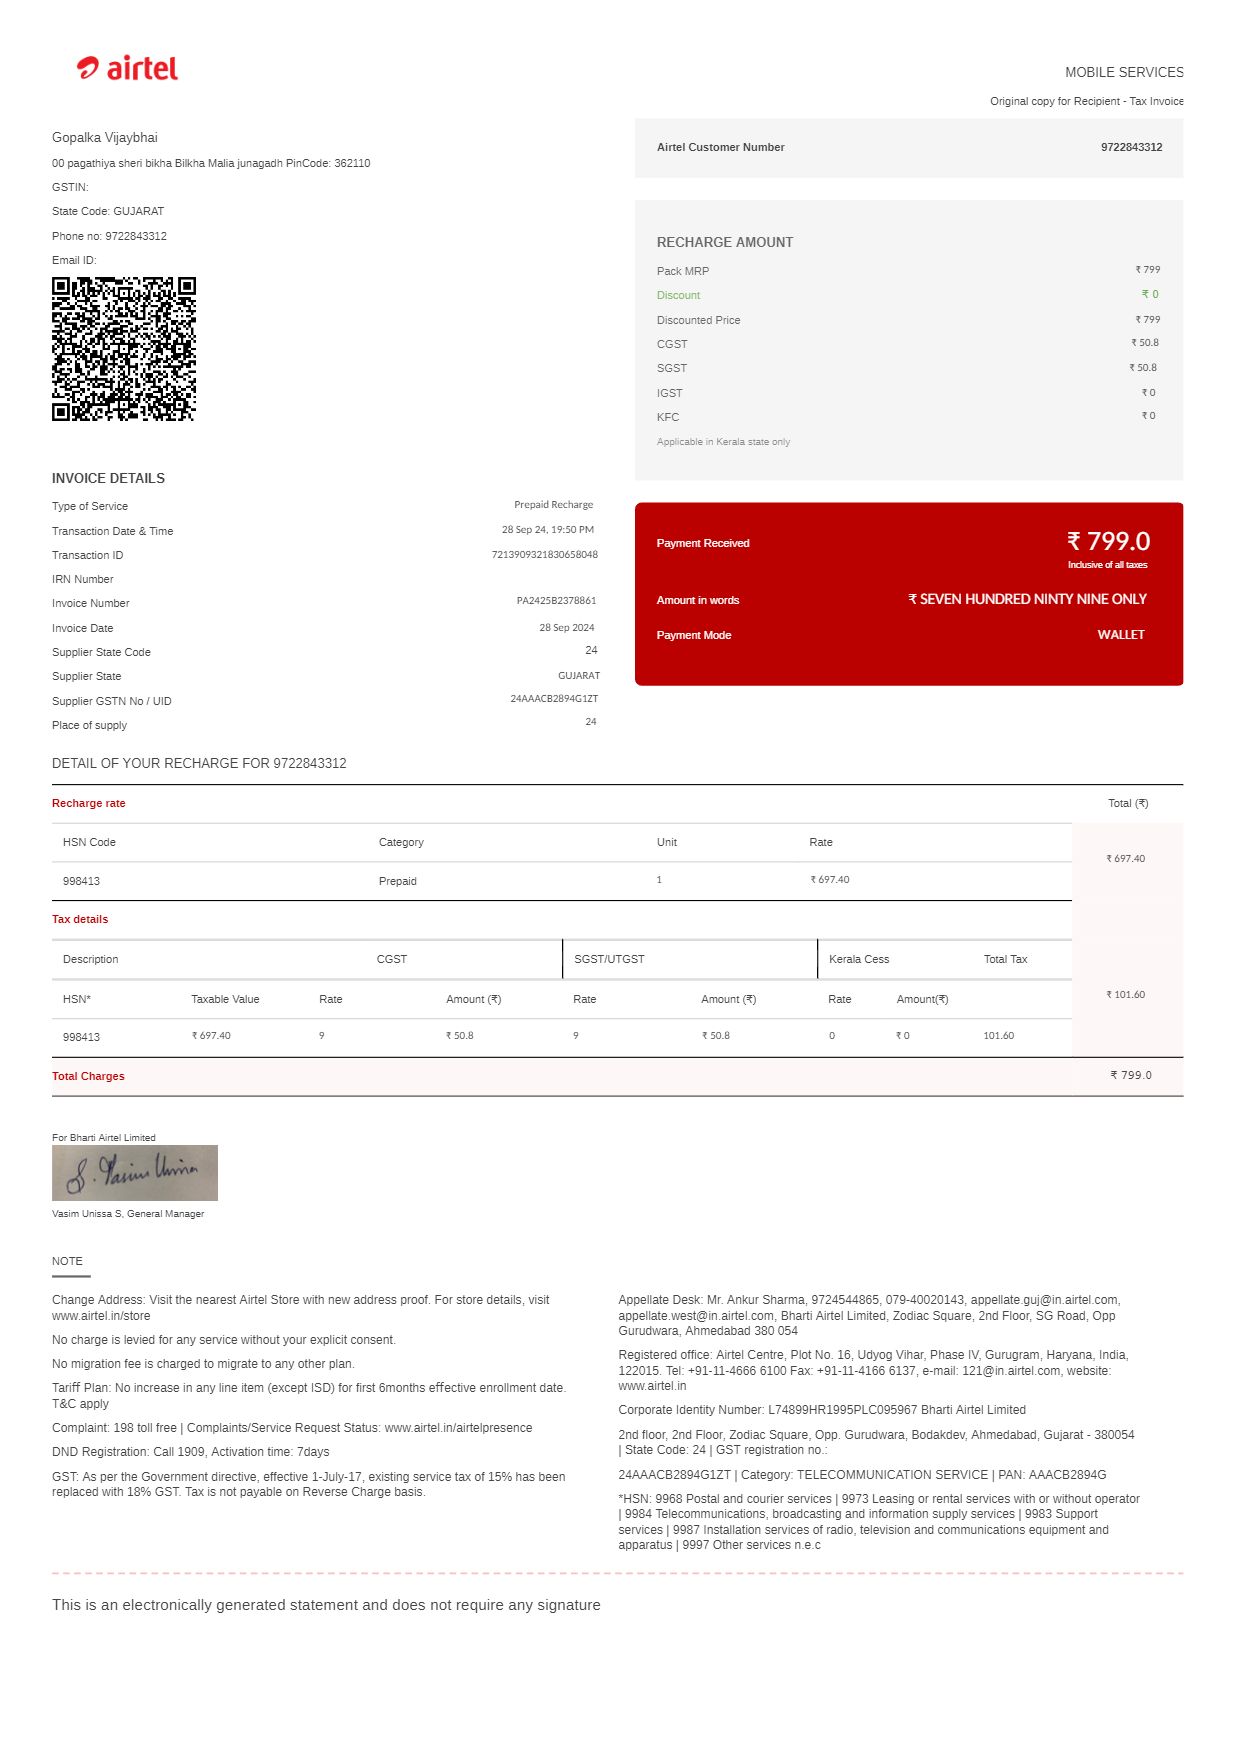 airtel
MOBILE SERVICES
Original copy for Recipient - Tax Invoice
Gopalka Vijaybhai
00 pagathiya sheri bikha Bilkha Malia junagadh PinCode: 362110
GSTIN:
State Code: GUJARAT
Phone no: 9722843312
Email ID:
Airtel Customer Number 9722843312
RECHARGE AMOUNT
Pack MRP ₹ 799
Discount ₹ 0
Discounted Price ₹ 799
CGST ₹ 50.8
SGST ₹ 50.8
IGST ₹ 0
KFC ₹ 0
Applicable in Kerala state only
INVOICE DETAILS
Type of Service Prepaid Recharge
Transaction Date & Time 28 Sep 24, 19:50 PM
Transaction ID 7213909321830658048
IRN Number
Invoice Number PA2425B2378861
Invoice Date 28 Sep 2024
Supplier State Code 24
Supplier State GUJARAT
Supplier GSTN No / UID 24AAACB2894G1ZT
Place of supply 24
Payment Received ₹ 799.0
Inclusive of all taxes
Amount in words ₹ SEVEN HUNDRED NINTY NINE ONLY
Payment Mode WALLET
DETAIL OF YOUR RECHARGE FOR 9722843312
Recharge rate Total (₹)
HSN Code Category Unit Rate
₹ 697.40
998413 Prepaid 1 ₹ 697.40
Tax details
Description CGST SGST/UTGST Kerala Cess Total Tax
HSN* Taxable Value Rate Amount (₹) Rate Amount (₹) Rate Amount(₹)
₹ 101.60
998413 ₹ 697.40 9 ₹ 50.8 9 ₹ 50.8 0 ₹ 0 101.60
Total Charges ₹ 799.0
For Bharti Airtel Limited
S. Vasim Unissa
Vasim Unissa S, General Manager
NOTE
Change Address: Visit the nearest Airtel Store with new address proof. For store details, visit
www.airtel.in/store
No charge is levied for any service without your explicit consent.
No migration fee is charged to migrate to any other plan.
Tariff Plan: No increase in any line item (except ISD) for first 6months effective enrollment date.
T&C apply
Complaint: 198 toll free | Complaints/Service Request Status: www.airtel.in/airtelpresence
DND Registration: Call 1909, Activation time: 7days
GST: As per the Government directive, effective 1-July-17, existing service tax of 15% has been
replaced with 18% GST. Tax is not payable on Reverse Charge basis.
Appellate Desk: Mr. Ankur Sharma, 9724544865, 079-40020143, appellate.guj@in.airtel.com,
appellate.west@in.airtel.com, Bharti Airtel Limited, Zodiac Square, 2nd Floor, SG Road, Opp
Gurudwara, Ahmedabad 380 054
Registered office: Airtel Centre, Plot No. 16, Udyog Vihar, Phase IV, Gurugram, Haryana, India,
122015. Tel: +91-11-4666 6100 Fax: +91-11-4166 6137, e-mail: 121@in.airtel.com, website:
www.airtel.in
Corporate Identity Number: L74899HR1995PLC095967 Bharti Airtel Limited
2nd floor, 2nd Floor, Zodiac Square, Opp. Gurudwara, Bodakdev, Ahmedabad, Gujarat - 380054
| State Code: 24 | GST registration no.:
24AAACB2894G1ZT | Category: TELECOMMUNICATION SERVICE | PAN: AAACB2894G
*HSN: 9968 Postal and courier services | 9973 Leasing or rental services with or without operator
| 9984 Telecommunications, broadcasting and information supply services | 9983 Support
services | 9987 Installation services of radio, television and communications equipment and
apparatus | 9997 Other services n.e.c
This is an electronically generated statement and does not require any signature